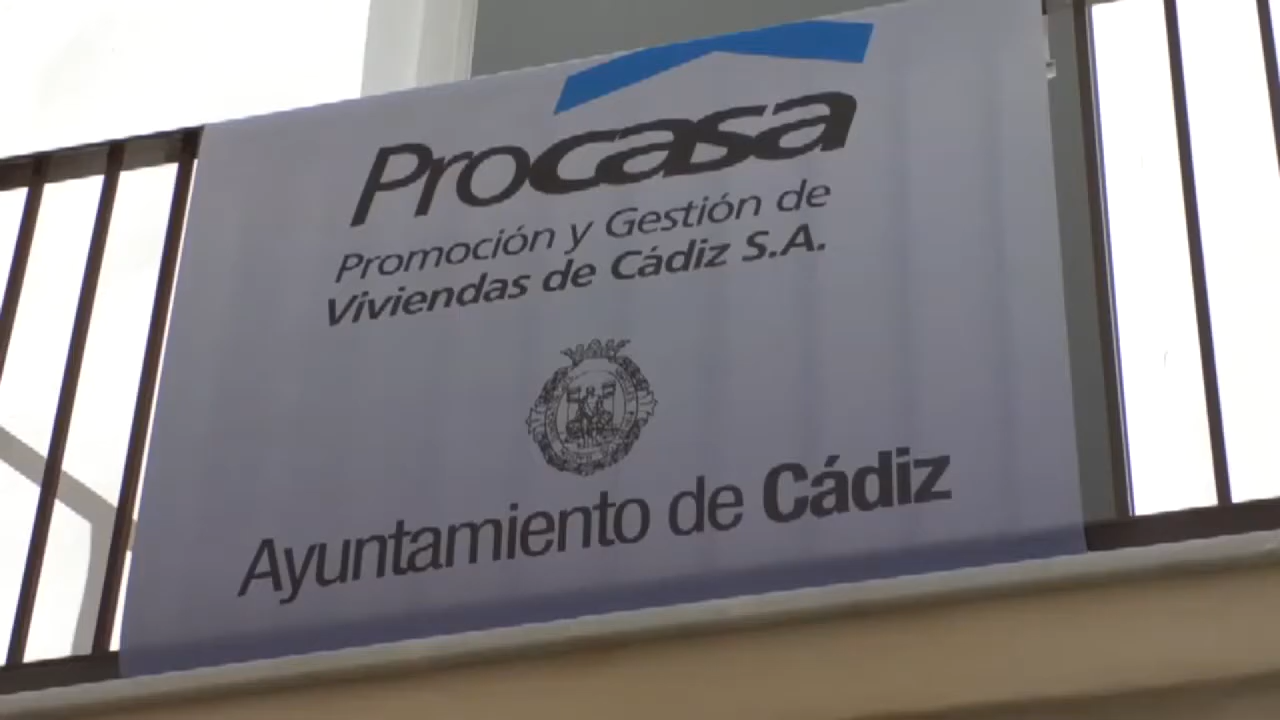 Procasa
Promoción y Gestión de
Viviendas de Cádiz S.A.
Ayuntamiento de Cádiz